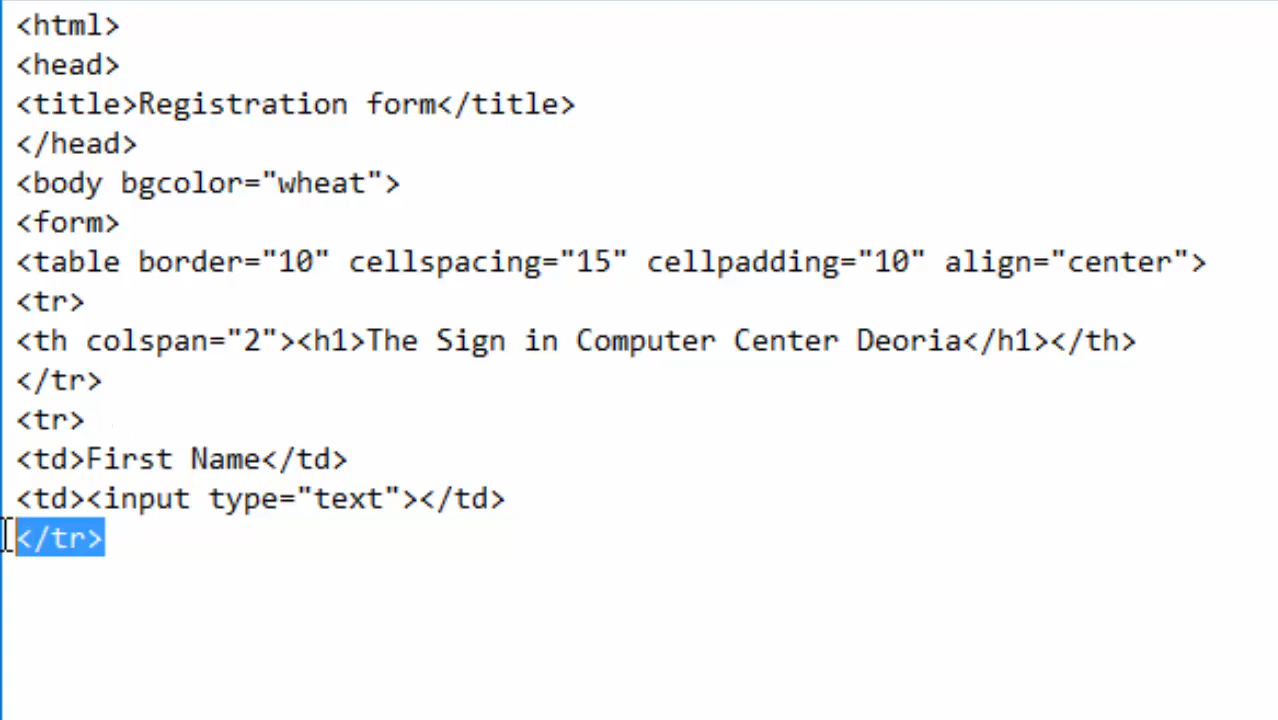 <html>
<head>
<title>Registration form</title>
</head>
<body bgcolor="wheat">
<form>
<table border="10" cellspacing="15" cellpadding="10" align="center">
<tr>
<th colspan="2"><h1>The Sign in Computer Center Deoria</h1></th>
</tr>
<tr>
<td>First Name</td>
<td><input type="text"></td>
</tr>